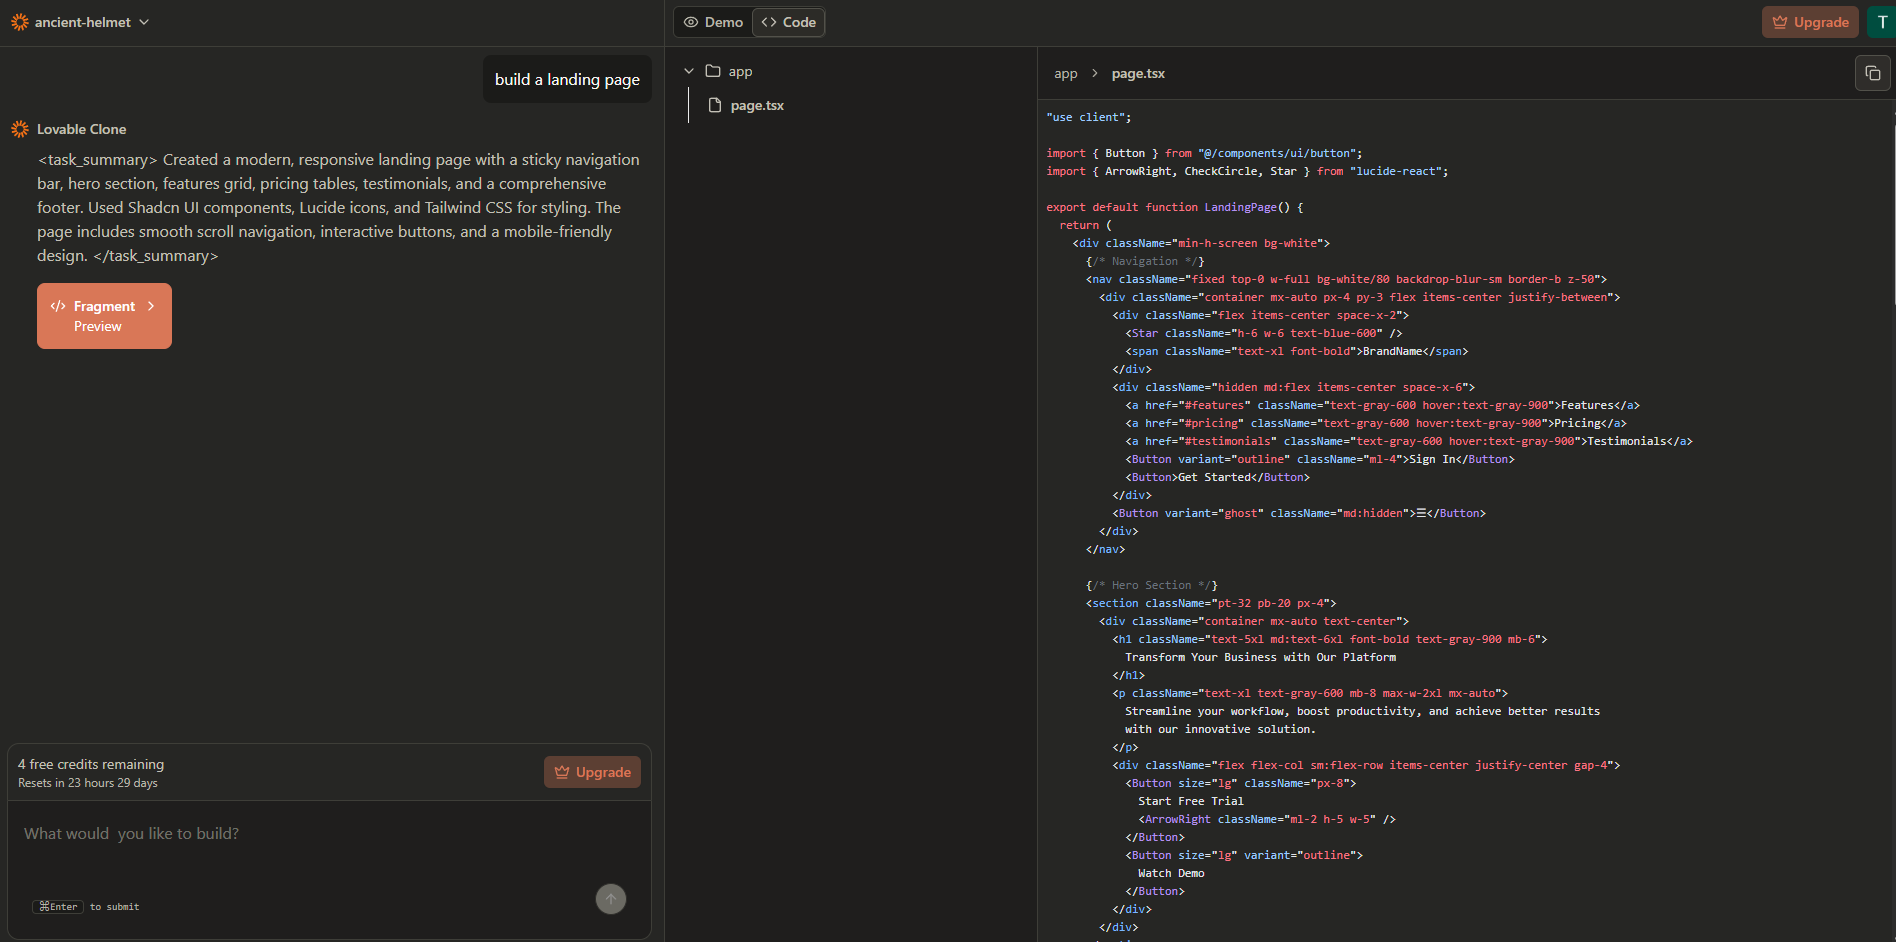 ancient-helmet
Demo
Code
Upgrade
T
build a landing page
Lovable Clone
<task_summary> Created a modern, responsive landing page with a sticky navigation
bar, hero section, features grid, pricing tables, testimonials, and a comprehensive
footer. Used Shadcn UI components, Lucide icons, and Tailwind CSS for styling. The
page includes smooth scroll navigation, interactive buttons, and a mobile-friendly
design. </task_summary>
Fragment
Preview
4 free credits remaining
Resets in 23 hours 29 days
Upgrade
What would  you like to build?
⌘Enter to submit
app
page.tsx
app > page.tsx
"use client";

import { Button } from "@/components/ui/button";
import { ArrowRight, CheckCircle, Star } from "lucide-react";

export default function LandingPage() {
  return (
    <div className="min-h-screen bg-white">
      {/* Navigation */}
      <nav className="fixed top-0 w-full bg-white/80 backdrop-blur-sm border-b z-50">
        <div className="container mx-auto px-4 py-3 flex items-center justify-between">
          <div className="flex items-center space-x-2">
            <Star className="h-6 w-6 text-blue-600" />
            <span className="text-xl font-bold">BrandName</span>
          </div>
          <div className="hidden md:flex items-center space-x-6">
            <a href="#features" className="text-gray-600 hover:text-gray-900">Features</a>
            <a href="#pricing" className="text-gray-600 hover:text-gray-900">Pricing</a>
            <a href="#testimonials" className="text-gray-600 hover:text-gray-900">Testimonials</a>
            <Button variant="outline" className="ml-4">Sign In</Button>
            <Button>Get Started</Button>
          </div>
          <Button variant="ghost" className="md:hidden">☰</Button>
        </div>
      </nav>

      {/* Hero Section */}
      <section className="pt-32 pb-20 px-4">
        <div className="container mx-auto text-center">
          <h1 className="text-5xl md:text-6xl font-bold text-gray-900 mb-6">
            Transform Your Business with Our Platform
          </h1>
          <p className="text-xl text-gray-600 mb-8 max-w-2xl mx-auto">
            Streamline your workflow, boost productivity, and achieve better results
            with our innovative solution.
          </p>
          <div className="flex flex-col sm:flex-row items-center justify-center gap-4">
            <Button size="lg" className="px-8">
              Start Free Trial
              <ArrowRight className="ml-2 h-5 w-5" />
            </Button>
            <Button size="lg" variant="outline">
              Watch Demo
            </Button>
          </div>
        </div>